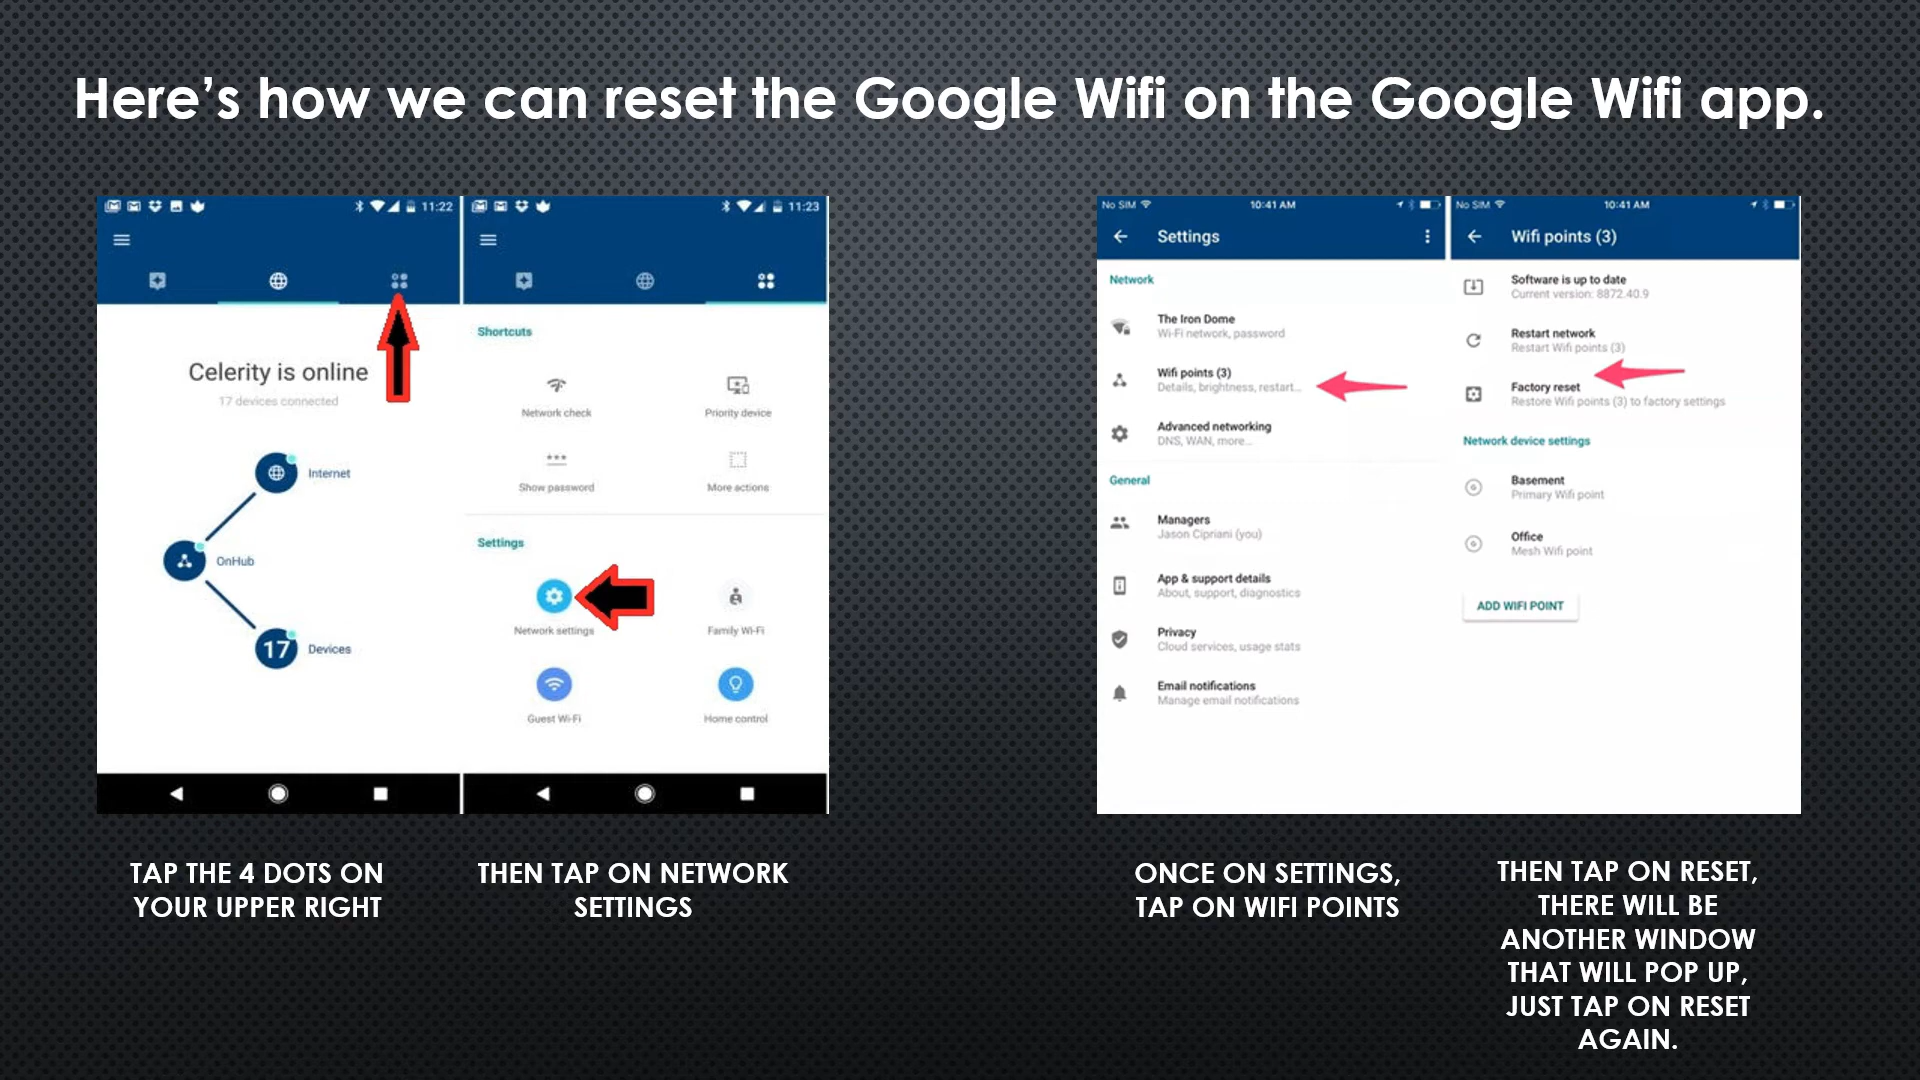 Here's how we can reset the Google Wifi on the Google Wifi app.
11:22
Celerity is online
17 devices connected
Internet
OnHub
17 Devices
11:23
Shortcuts
Network check
Priority device
Show password
More actions
Settings
Network settings
Family Wi-Fi
Guest Wi-Fi
Home control
No SIM 10:41 AM
Settings
Network
The Iron Dome
Wi-Fi network, password
Wifi points (3)
Details, brightness, restart...
Advanced networking
DNS, WAN, more...
General
Managers
Jason Cipriani (you)
App & support details
About, support, diagnostics
Privacy
Cloud services, usage stats
Email notifications
Manage email notifications
No SIM 10:41 AM
Wifi points (3)
Software is up to date
Current version: 8872.40.9
Restart network
Restart Wifi points (3)
Factory reset
Restore Wifi points (3) to factory settings
Network device settings
Basement
Primary Wifi point
Office
Mesh Wifi point
ADD WIFI POINT
TAP THE 4 DOTS ON
YOUR UPPER RIGHT
THEN TAP ON NETWORK
SETTINGS
ONCE ON SETTINGS,
TAP ON WIFI POINTS
THEN TAP ON RESET,
THERE WILL BE
ANOTHER WINDOW
THAT WILL POP UP,
JUST TAP ON RESET
AGAIN.